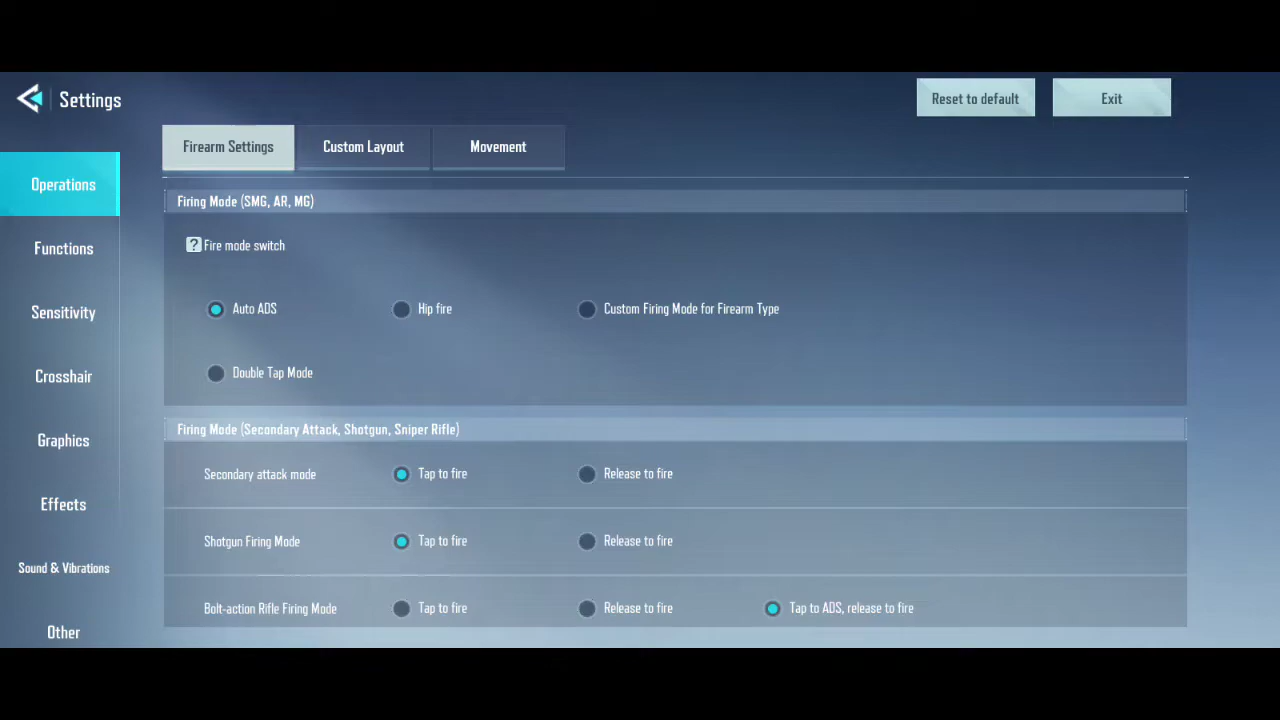 Settings
Reset to default
Exit
Firearm Settings
Custom Layout
Movement
Operations
Functions
Sensitivity
Crosshair
Graphics
Effects
Sound & Vibrations
Other
Firing Mode (SMG, AR, MG)
? Fire mode switch
Auto ADS
Hip fire
Custom Firing Mode for Firearm Type
Double Tap Mode
Firing Mode (Secondary Attack, Shotgun, Sniper Rifle)
Secondary attack mode
Tap to fire
Release to fire
Shotgun Firing Mode
Tap to fire
Release to fire
Bolt-action Rifle Firing Mode
Tap to fire
Release to fire
Tap to ADS, release to fire